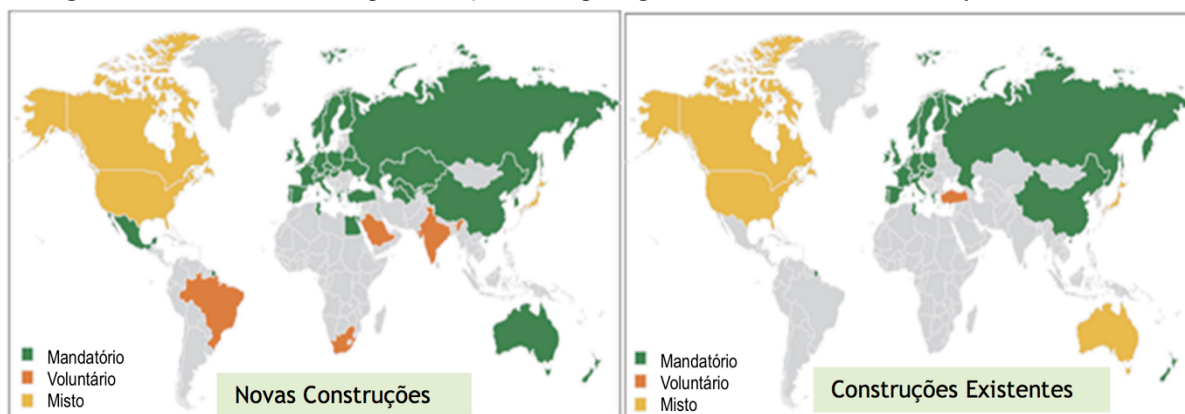 Mandatório
Voluntário
Misto
Novas Construções
Mandatório
Voluntário
Misto
Construções Existentes